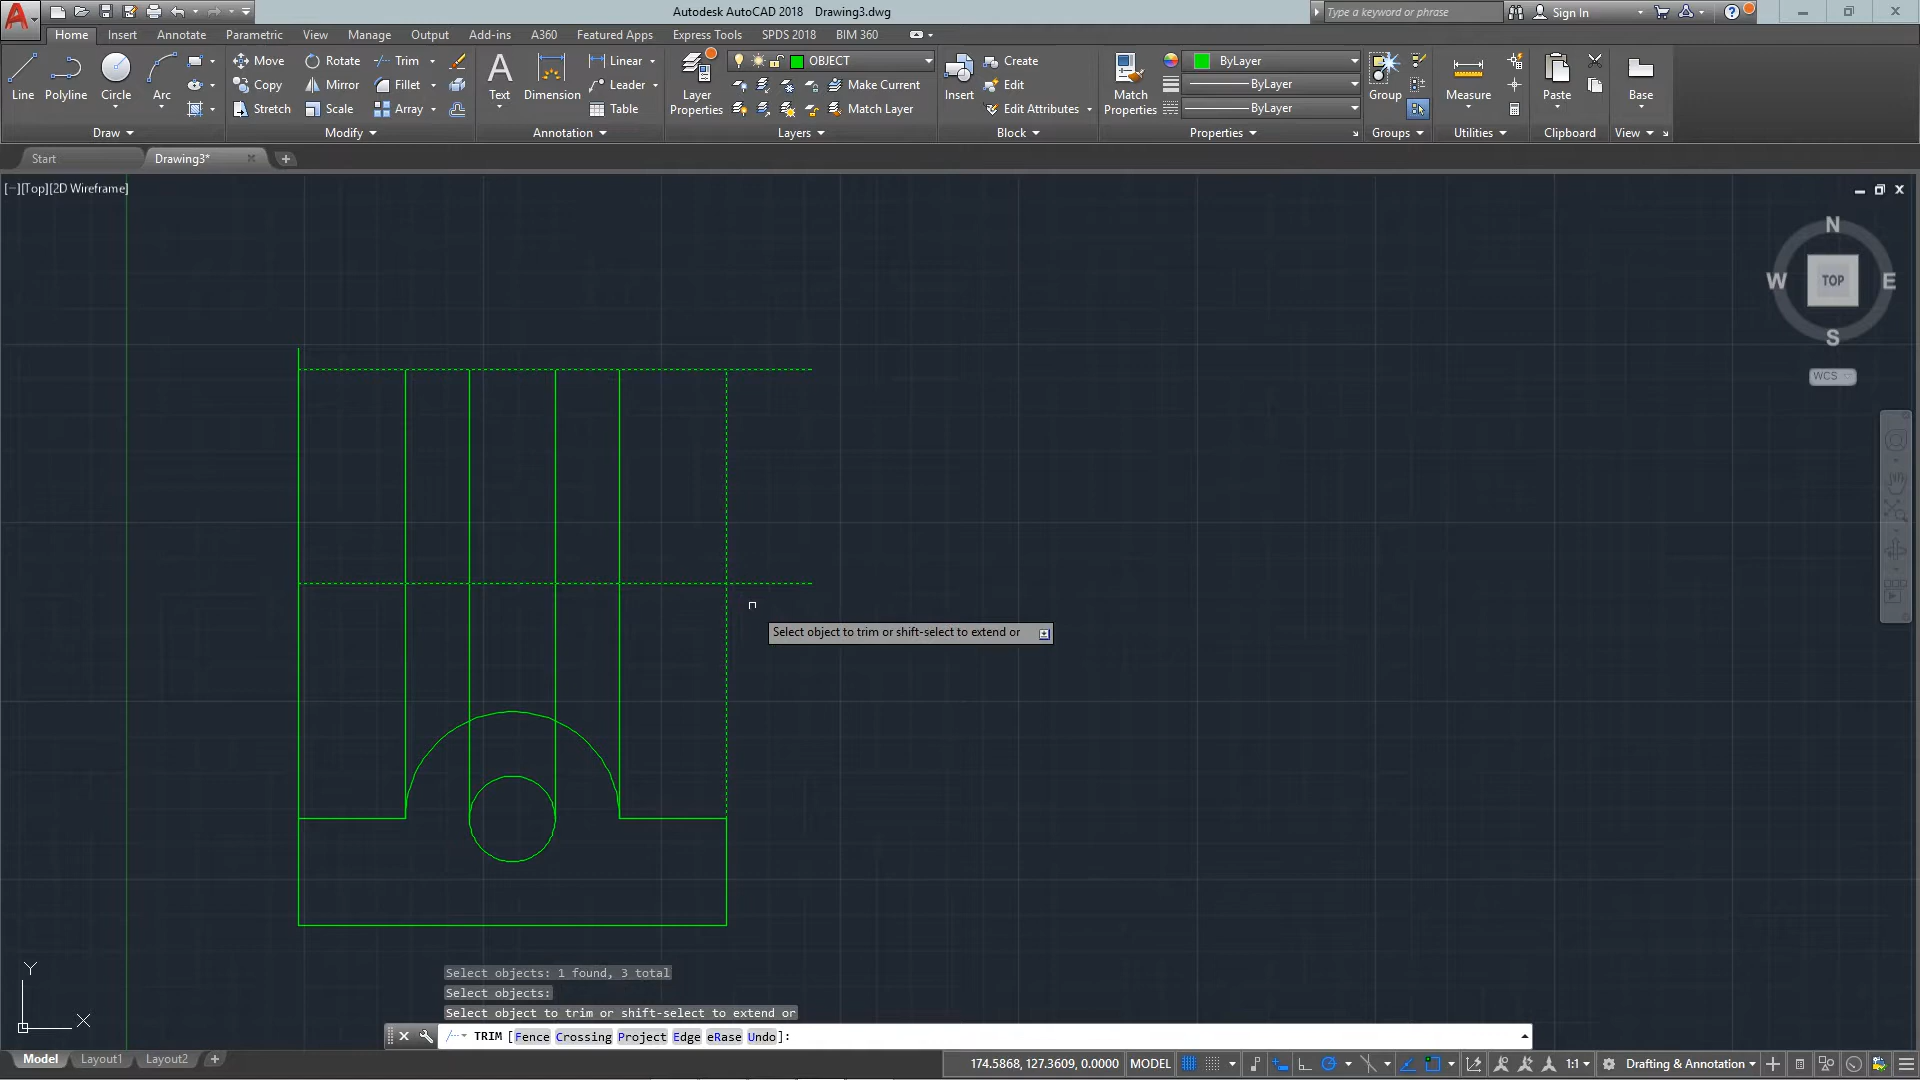 Autodesk AutoCAD 2018 Drawing3.dwg
Type a keyword or phrase
Sign In
Home Insert Annotate Parametric View Manage Output Add-ins A360 Featured Apps Express Tools SPDS 2018 BIM 360
Line Polyline Circle Arc
Move Rotate Trim
Copy Mirror Fillet
Stretch Scale Array
Text Dimension
Linear
Leader
Table
Layer Properties
OBJECT
Make Current
Match Layer
Insert
Create
Edit
Edit Attributes
Match Properties
ByLayer
ByLayer
ByLayer
Group
Measure
Paste
Base
Draw Modify Annotation Layers Block Properties Groups Utilities Clipboard View
Start Drawing3*
[−][Top][2D Wireframe]
N
W TOP E
S
WCS
Select object to trim or shift-select to extend or
Y
X
Select objects: 1 found, 3 total
Select objects:
Select object to trim or shift-select to extend or
TRIM [Fence Crossing Project Edge eRase Undo]:
Model Layout1 Layout2
174.5868, 127.3609, 0.0000 MODEL 1:1 Drafting & Annotation